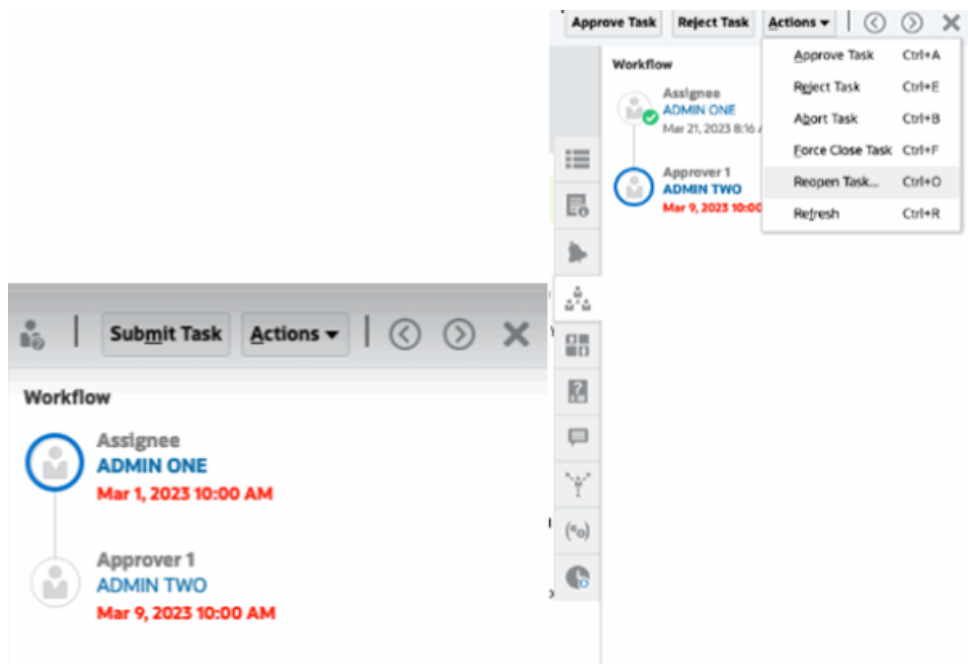 Approve Task Reject Task Actions
Approve Task Ctrl+A
Reject Task Ctrl+E
Abort Task Ctrl+B
Force Close Task Ctrl+F
Reopen Task... Ctrl+O
Refresh Ctrl+R
Workflow
Assignee
ADMIN ONE
Mar 21, 2023 8:16
Approver 1
ADMIN TWO
Mar 9, 2023 10:00
Submit Task Actions
Workflow
Assignee
ADMIN ONE
Mar 1, 2023 10:00 AM
Approver 1
ADMIN TWO
Mar 9, 2023 10:00 AM